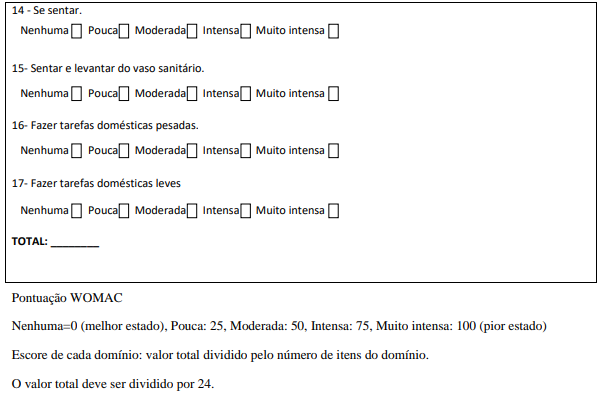 14 - Se sentar.
Nenhuma Pouca Moderada Intensa Muito intensa
15- Sentar e levantar do vaso sanitário.
Nenhuma Pouca Moderada Intensa Muito intensa
16- Fazer tarefas domésticas pesadas.
Nenhuma Pouca Moderada Intensa Muito intensa
17- Fazer tarefas domésticas leves
Nenhuma Pouca Moderada Intensa Muito intensa
TOTAL: ________
Pontuação WOMAC
Nenhuma=0 (melhor estado), Pouca: 25, Moderada: 50, Intensa: 75, Muito intensa: 100 (pior estado)
Escore de cada domínio: valor total dividido pelo número de itens do domínio.
O valor total deve ser dividido por 24.